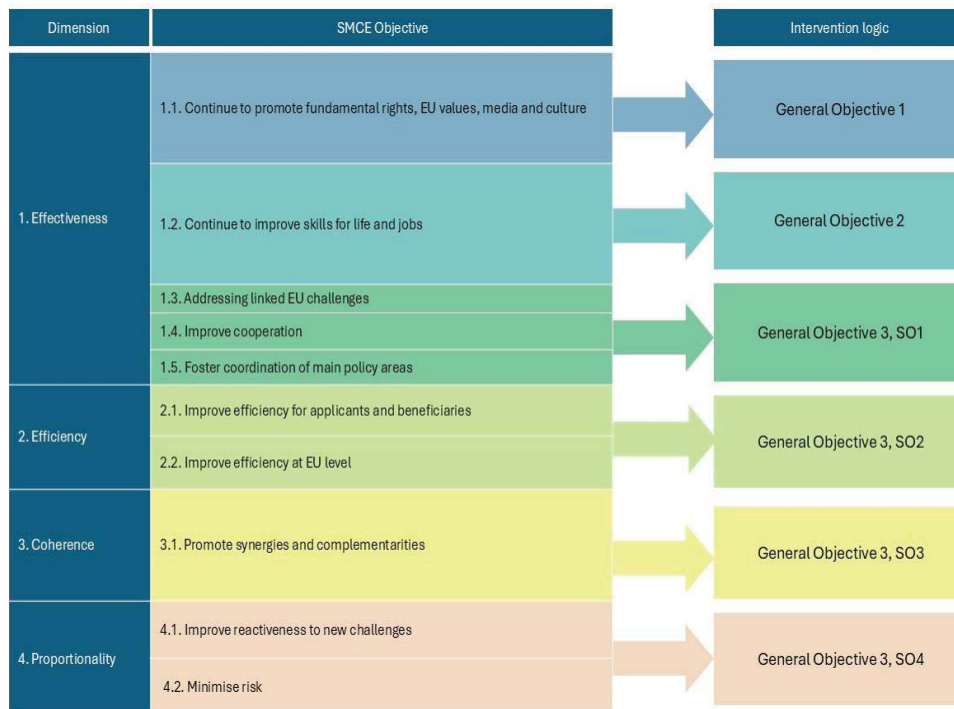 Dimension
SMCE Objective
Intervention logic
1. Effectiveness
1.1. Continue to promote fundamental rights, EU values, media and culture
General Objective 1
1.2. Continue to improve skills for life and jobs
General Objective 2
1.3. Addressing linked EU challenges
1.4. Improve cooperation
1.5. Foster coordination of main policy areas
General Objective 3, SO1
2. Efficiency
2.1. Improve efficiency for applicants and beneficiaries
2.2. Improve efficiency at EU level
General Objective 3, SO2
3. Coherence
3.1. Promote synergies and complementarities
General Objective 3, SO3
4. Proportionality
4.1. Improve reactiveness to new challenges
4.2. Minimise risk
General Objective 3, SO4